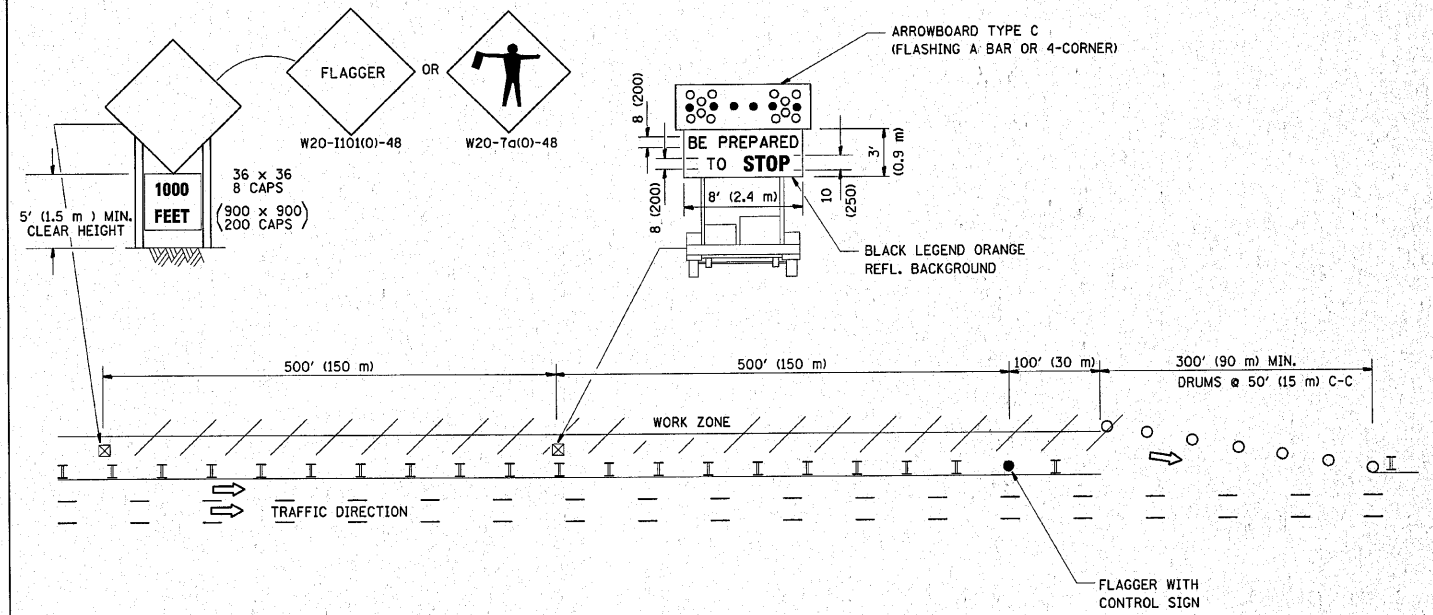 ARROWBOARD TYPE C
(FLASHING A BAR OR 4-CORNER)
FLAGGER
OR
W20-I101(O)-48
W20-7a(O)-48
8 (200)
BE PREPARED
TO STOP
3'
(0.9 m)
8 (200)
8' (2.4 m)
10
(250)
1000
FEET
36 x 36
8 CAPS
(900 x 900)
200 CAPS
5' (1.5 m ) MIN.
CLEAR HEIGHT
BLACK LEGEND ORANGE
REFL. BACKGROUND
500' (150 m)
500' (150 m)
100' (30 m)
300' (90 m) MIN.
DRUMS @ 50' (15 m) C-C
WORK ZONE
TRAFFIC DIRECTION
FLAGGER WITH
CONTROL SIGN